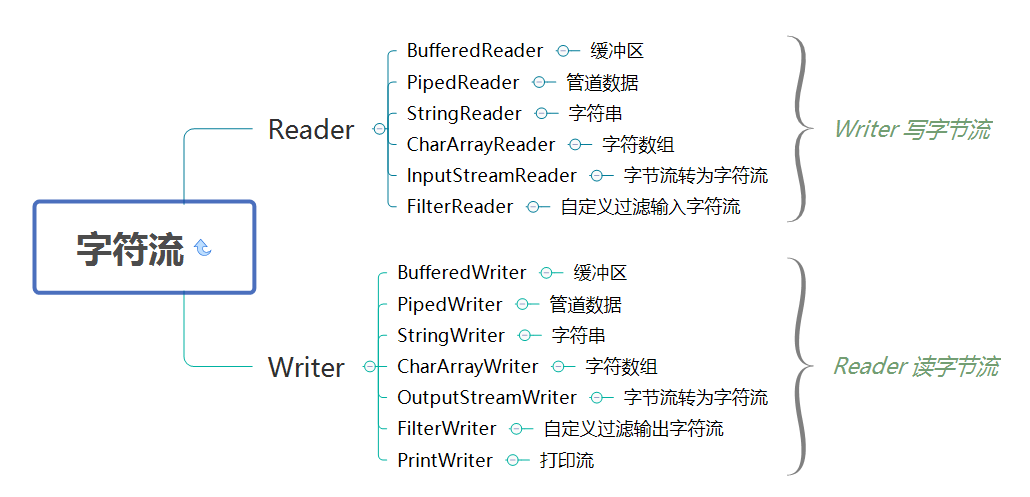 字符流
Reader
BufferedReader 缓冲区
PipedReader 管道数据
StringReader 字符串
CharArrayReader 字符数组
InputStreamReader 字节流转为字符流
FilterReader 自定义过滤输入字符流
Writer 写字节流
Writer
BufferedWriter 缓冲区
PipedWriter 管道数据
StringWriter 字符串
CharArrayWriter 字符数组
OutputStreamWriter 字节流转为字符流
FilterWriter 自定义过滤输出字符流
PrintWriter 打印流
Reader 读字节流